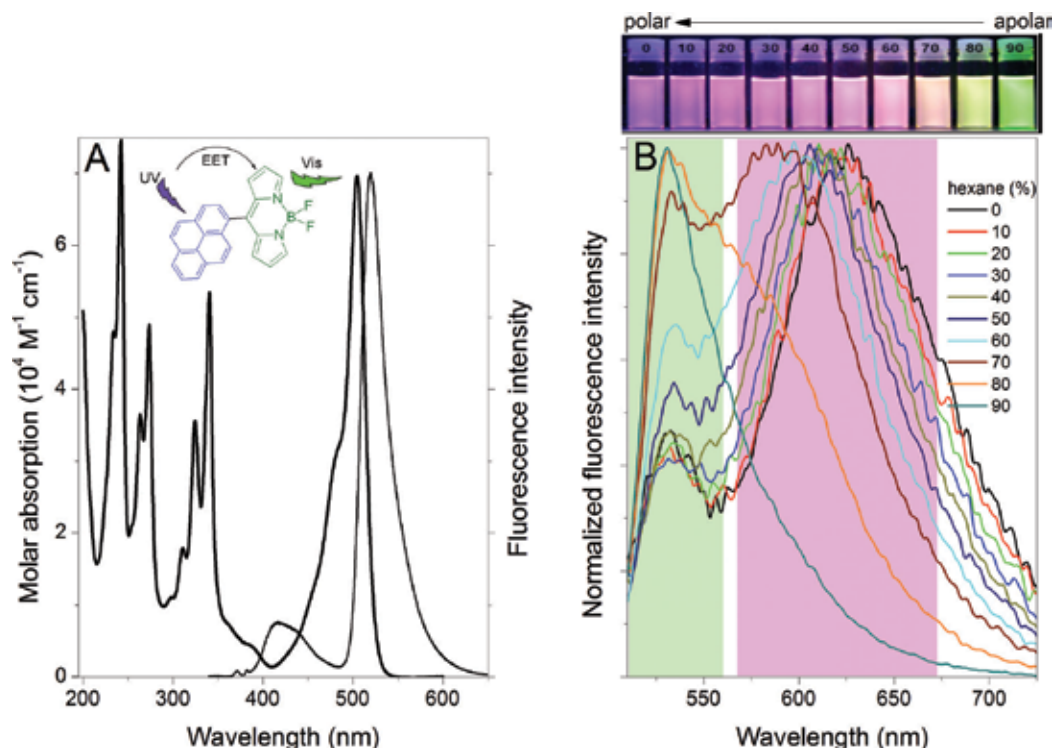 polar apolar
0 10 20 30 40 50 60 70 80 90
A
UV
EET
Vis
N
N
B
F
F
6
4
2
0
Molar absorption (10⁴ M⁻¹ cm⁻¹)
200 300 400 500 600
Wavelength (nm)
Fluorescence intensity
B
hexane (%)
0
10
20
30
40
50
60
70
80
90
Normalized fluorescence intensity
550 600 650 700
Wavelength (nm)